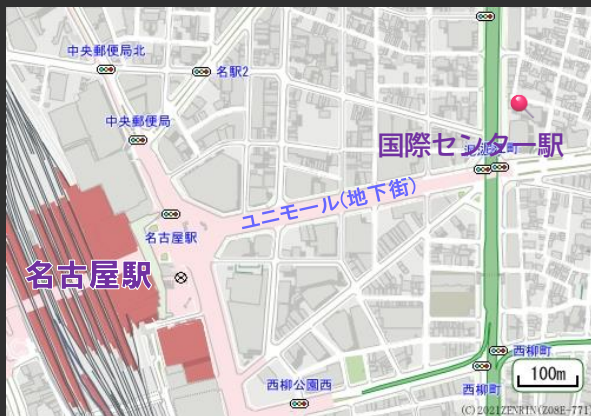 中央郵便局北
名駅2
中央郵便局
国際センター駅
ユニモール(地下街)
名古屋駅
名古屋駅
西柳町
100m
西柳公園西
西柳町
(C)2021ZENRIN(Z08E-771